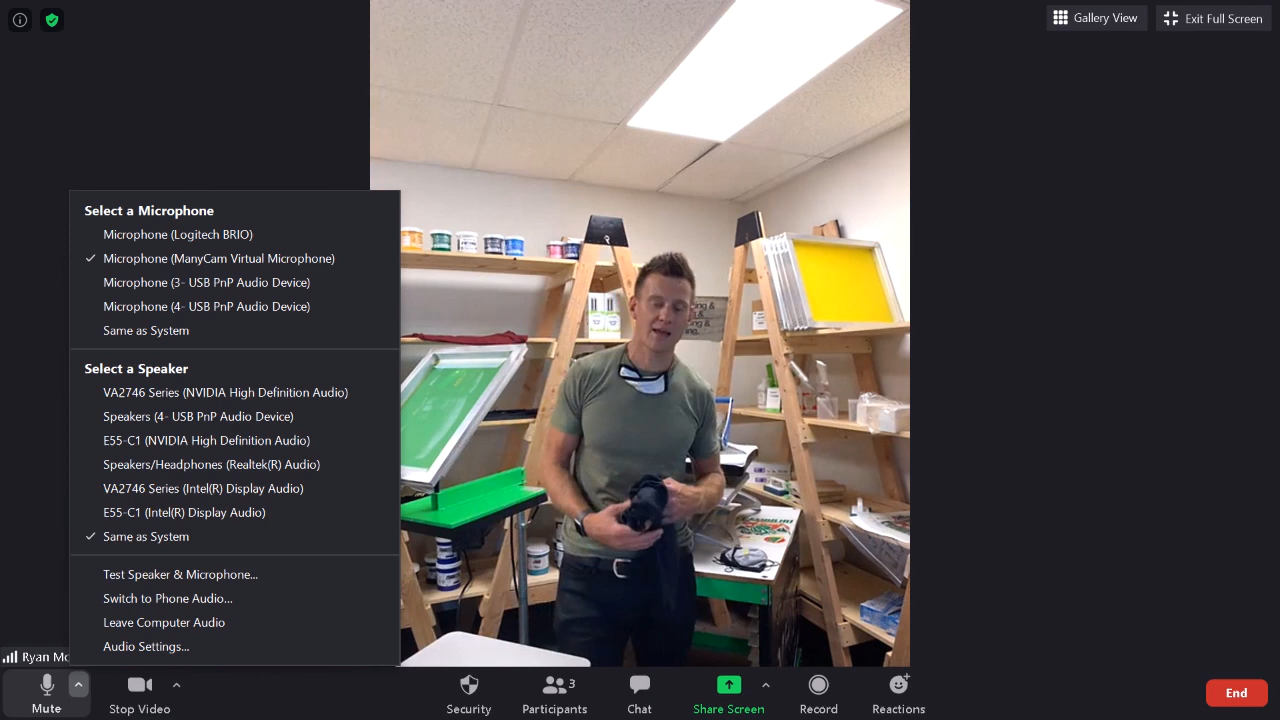 Gallery View
Exit Full Screen
Select a Microphone
Microphone (Logitech BRIO)
Microphone (ManyCam Virtual Microphone)
Microphone (3- USB PnP Audio Device)
Microphone (4- USB PnP Audio Device)
Same as System
Select a Speaker
VA2746 Series (NVIDIA High Definition Audio)
Speakers (4- USB PnP Audio Device)
E55-C1 (NVIDIA High Definition Audio)
Speakers/Headphones (Realtek(R) Audio)
VA2746 Series (Intel(R) Display Audio)
E55-C1 (Intel(R) Display Audio)
Same as System
Test Speaker & Microphone...
Switch to Phone Audio...
Leave Computer Audio
Audio Settings...
Ryan
Mute
Stop Video
Security
Participants
3
Chat
Share Screen
Record
Reactions
End